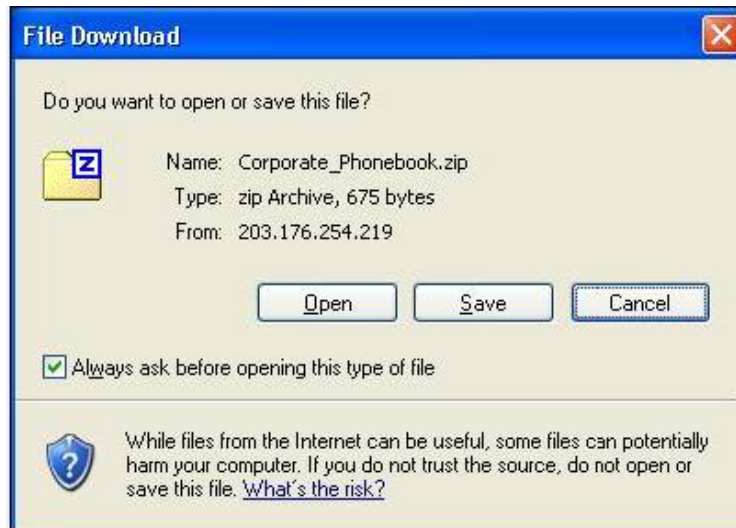 File Download
Do you want to open or save this file?
Z
Name: Corporate_Phonebook.zip
Type: zip Archive, 675 bytes
From: 203.176.254.219
Open Save Cancel
Always ask before opening this type of file
?
While files from the Internet can be useful, some files can potentially
harm your computer. If you do not trust the source, do not open or
save this file. What's the risk?